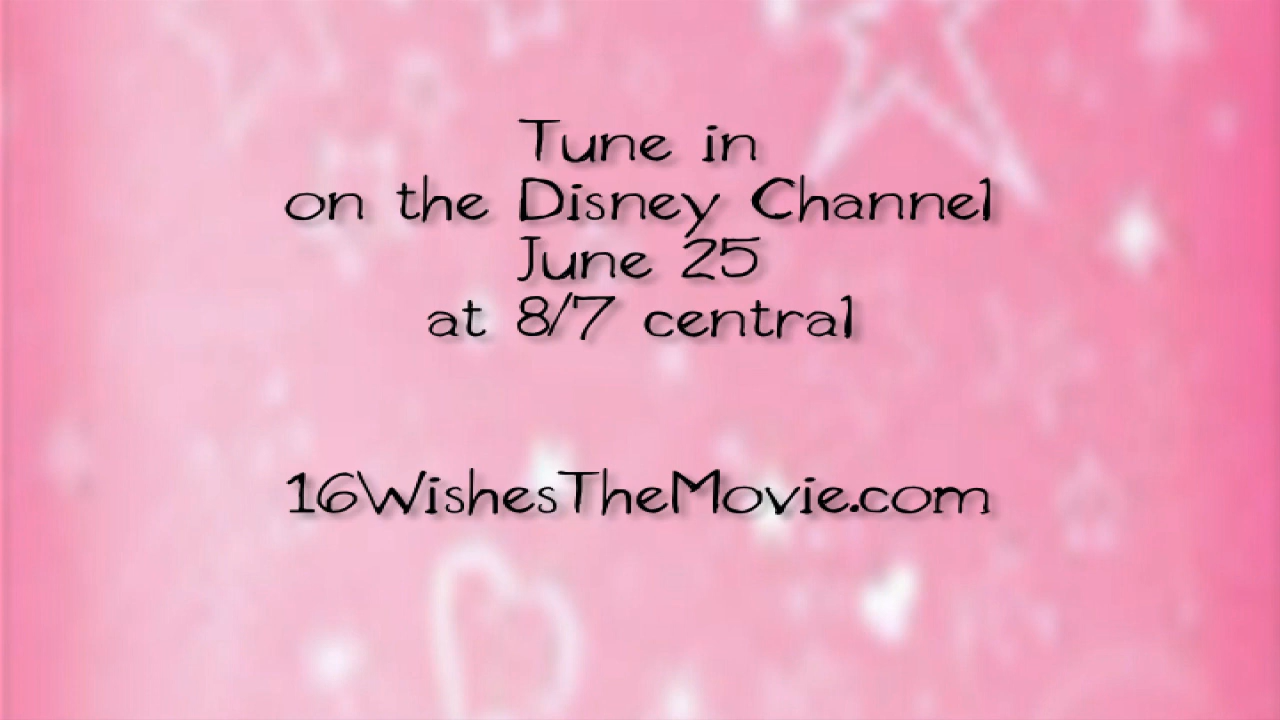 Tune in
on the Disney Channel
June 25
at 8/7 central
16WishesTheMovie.com